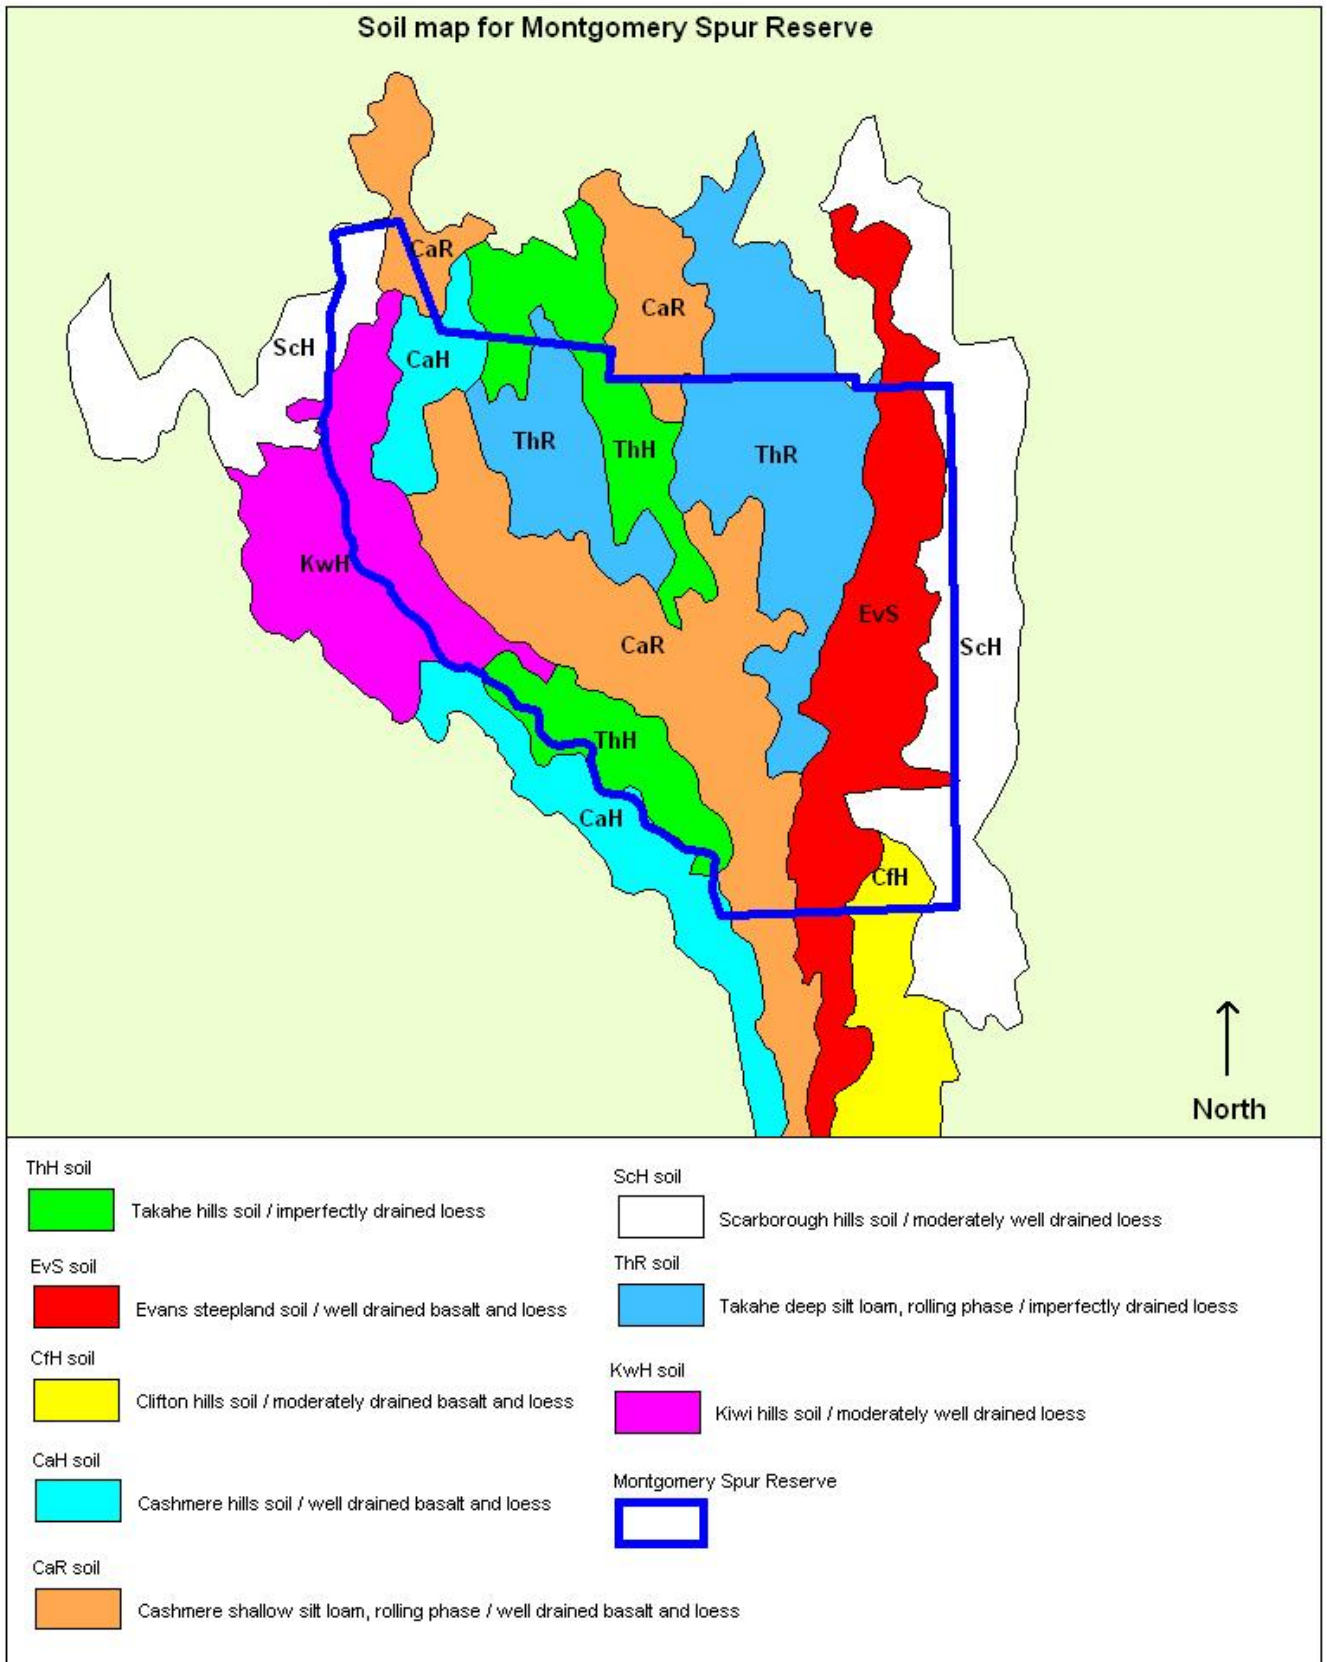 Soil map for Montgomery Spur Reserve
CaR
CaR
ScH
CaH
ThR
ThH
ThR
KwH
EvS
CaR
ScH
ThH
CaH
CfH
North
ThH soil
Takahe hills soil / imperfectly drained loess
EvS soil
Evans steepland soil / well drained basalt and loess
CfH soil
Clifton hills soil / moderately drained basalt and loess
CaH soil
Cashmere hills soil / well drained basalt and loess
CaR soil
Cashmere shallow silt loam, rolling phase / well drained basalt and loess
ScH soil
Scarborough hills soil / moderately well drained loess
ThR soil
Takahe deep silt loam, rolling phase / imperfectly drained loess
KwH soil
Kiwi hills soil / moderately well drained loess
Montgomery Spur Reserve